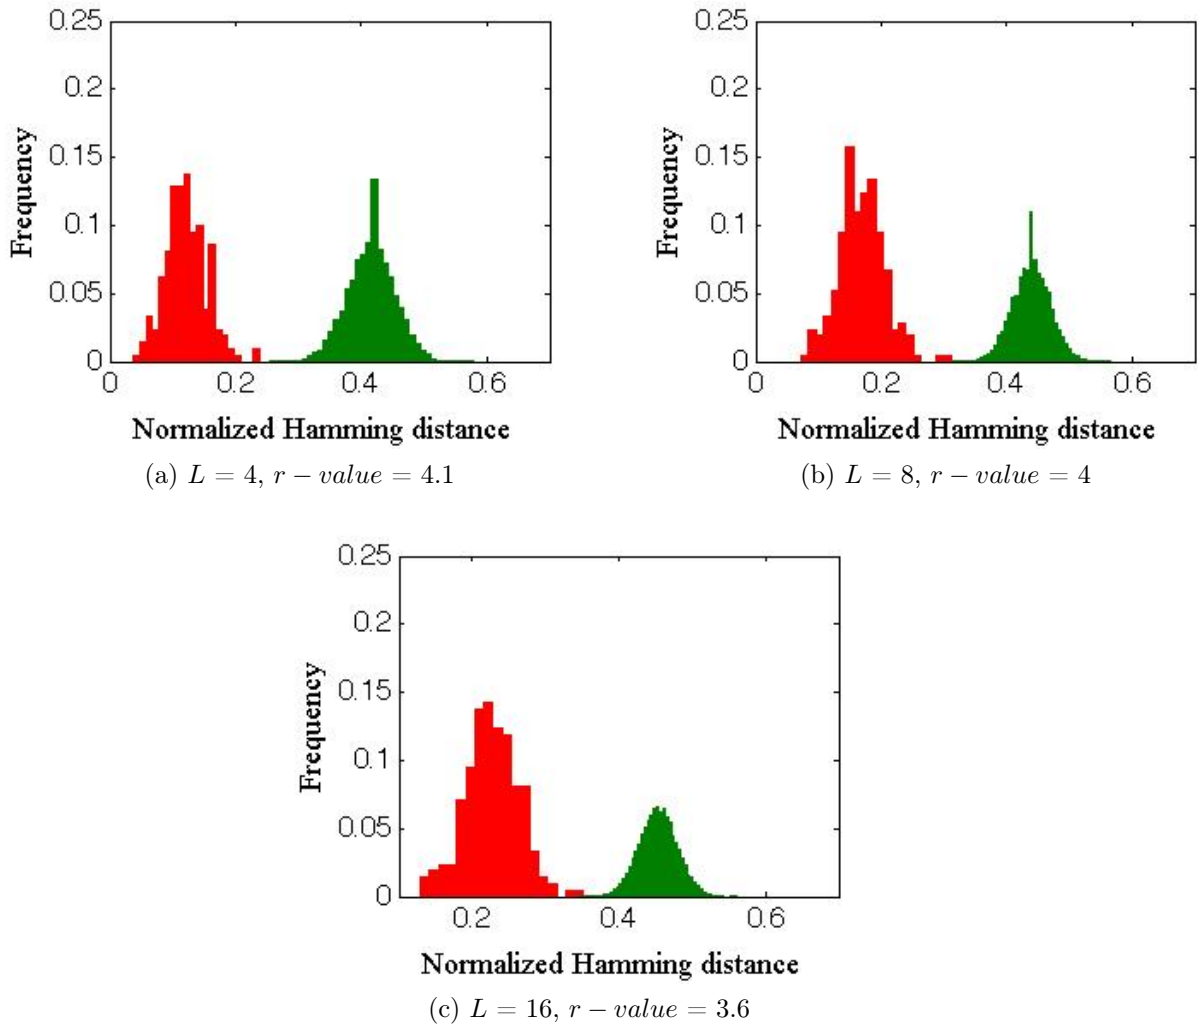 0.25
0.2
0.15
0.1
0.05
0
Frequency
0 0.2 0.4 0.6
Normalized Hamming distance
(a) L = 4, r − value = 4.1
0.25
0.2
0.15
0.1
0.05
0
Frequency
0 0.2 0.4 0.6
Normalized Hamming distance
(b) L = 8, r − value = 4
0.25
0.2
0.15
0.1
0.05
0
Frequency
0.2 0.4 0.6
Normalized Hamming distance
(c) L = 16, r − value = 3.6